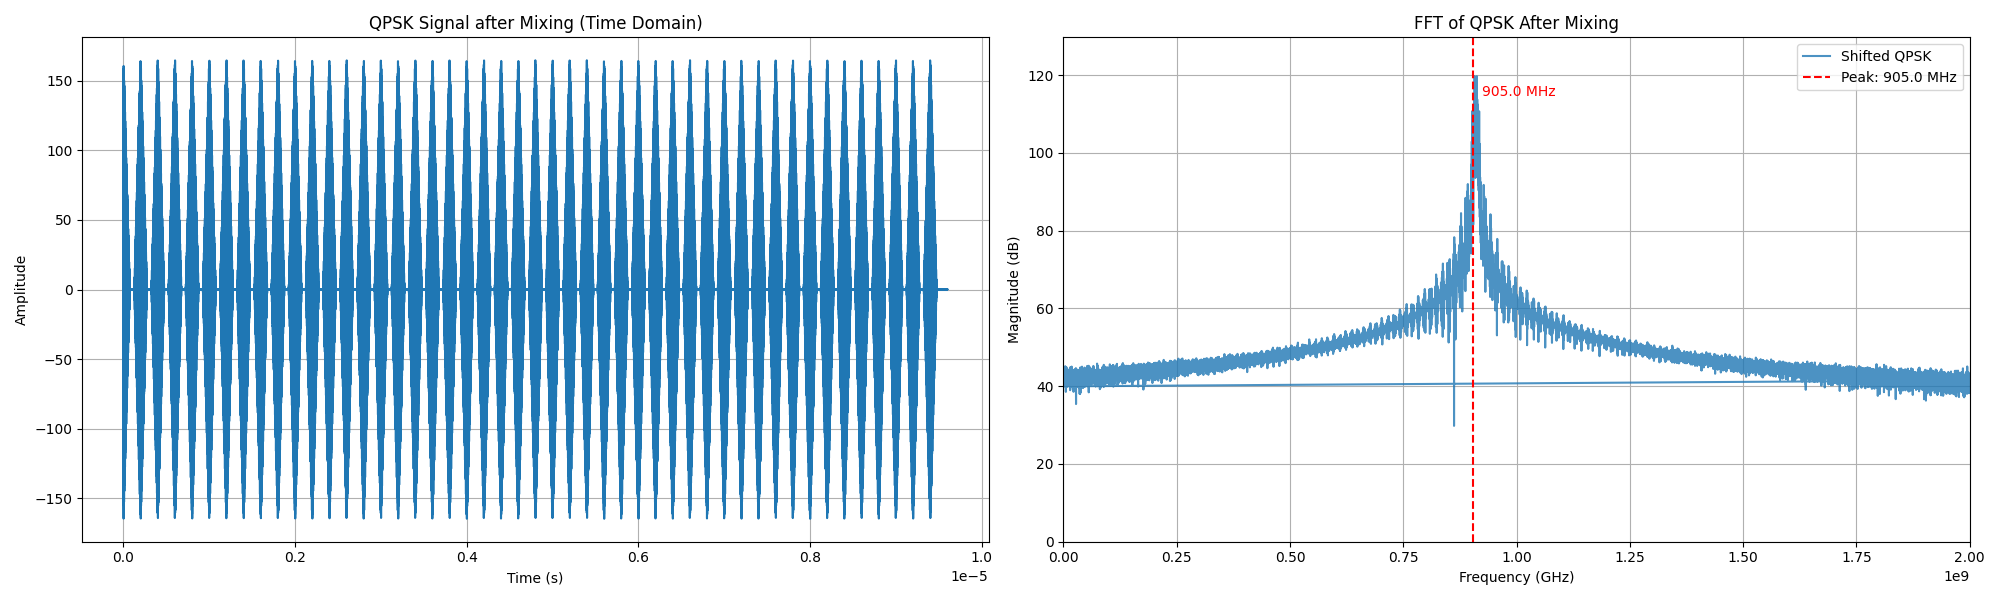 QPSK Signal after Mixing (Time Domain)
150
100
50
0
−50
−100
−150
Amplitude
0.0 0.2 0.4 0.6 0.8 1.0
1e−5
Time (s)
FFT of QPSK After Mixing
Shifted QPSK
Peak: 905.0 MHz
905.0 MHz
120
100
80
60
40
20
0
Magnitude (dB)
0.00 0.25 0.50 0.75 1.00 1.25 1.50 1.75 2.00
1e9
Frequency (GHz)